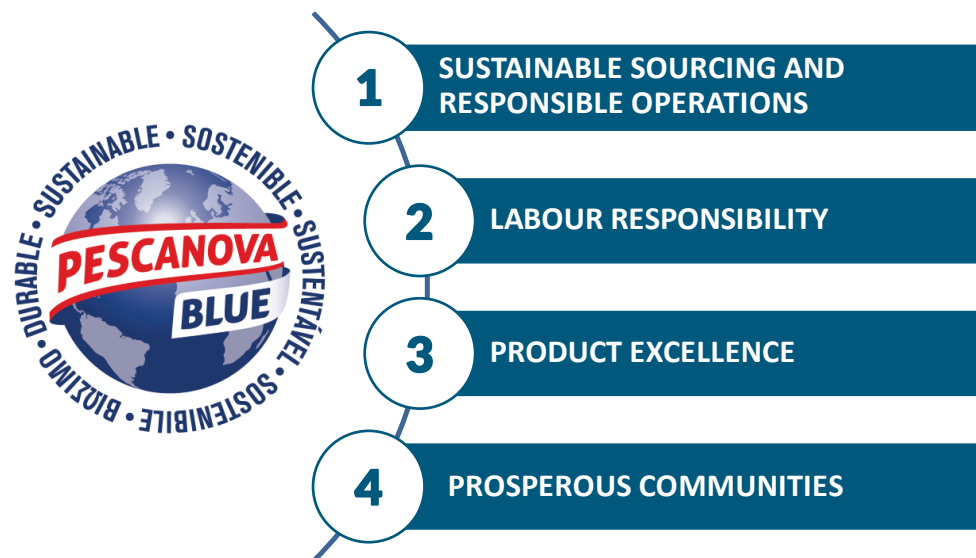 DURABLE • SUSTAINABLE • SOSTENIBLE • SUSTENTÁVEL • SOSTENIBILE • ΒΙΩΣΙΜΟ •
PESCANOVA
BLUE
1
SUSTAINABLE SOURCING AND
RESPONSIBLE OPERATIONS
2
LABOUR RESPONSIBILITY
3
PRODUCT EXCELLENCE
4
PROSPEROUS COMMUNITIES